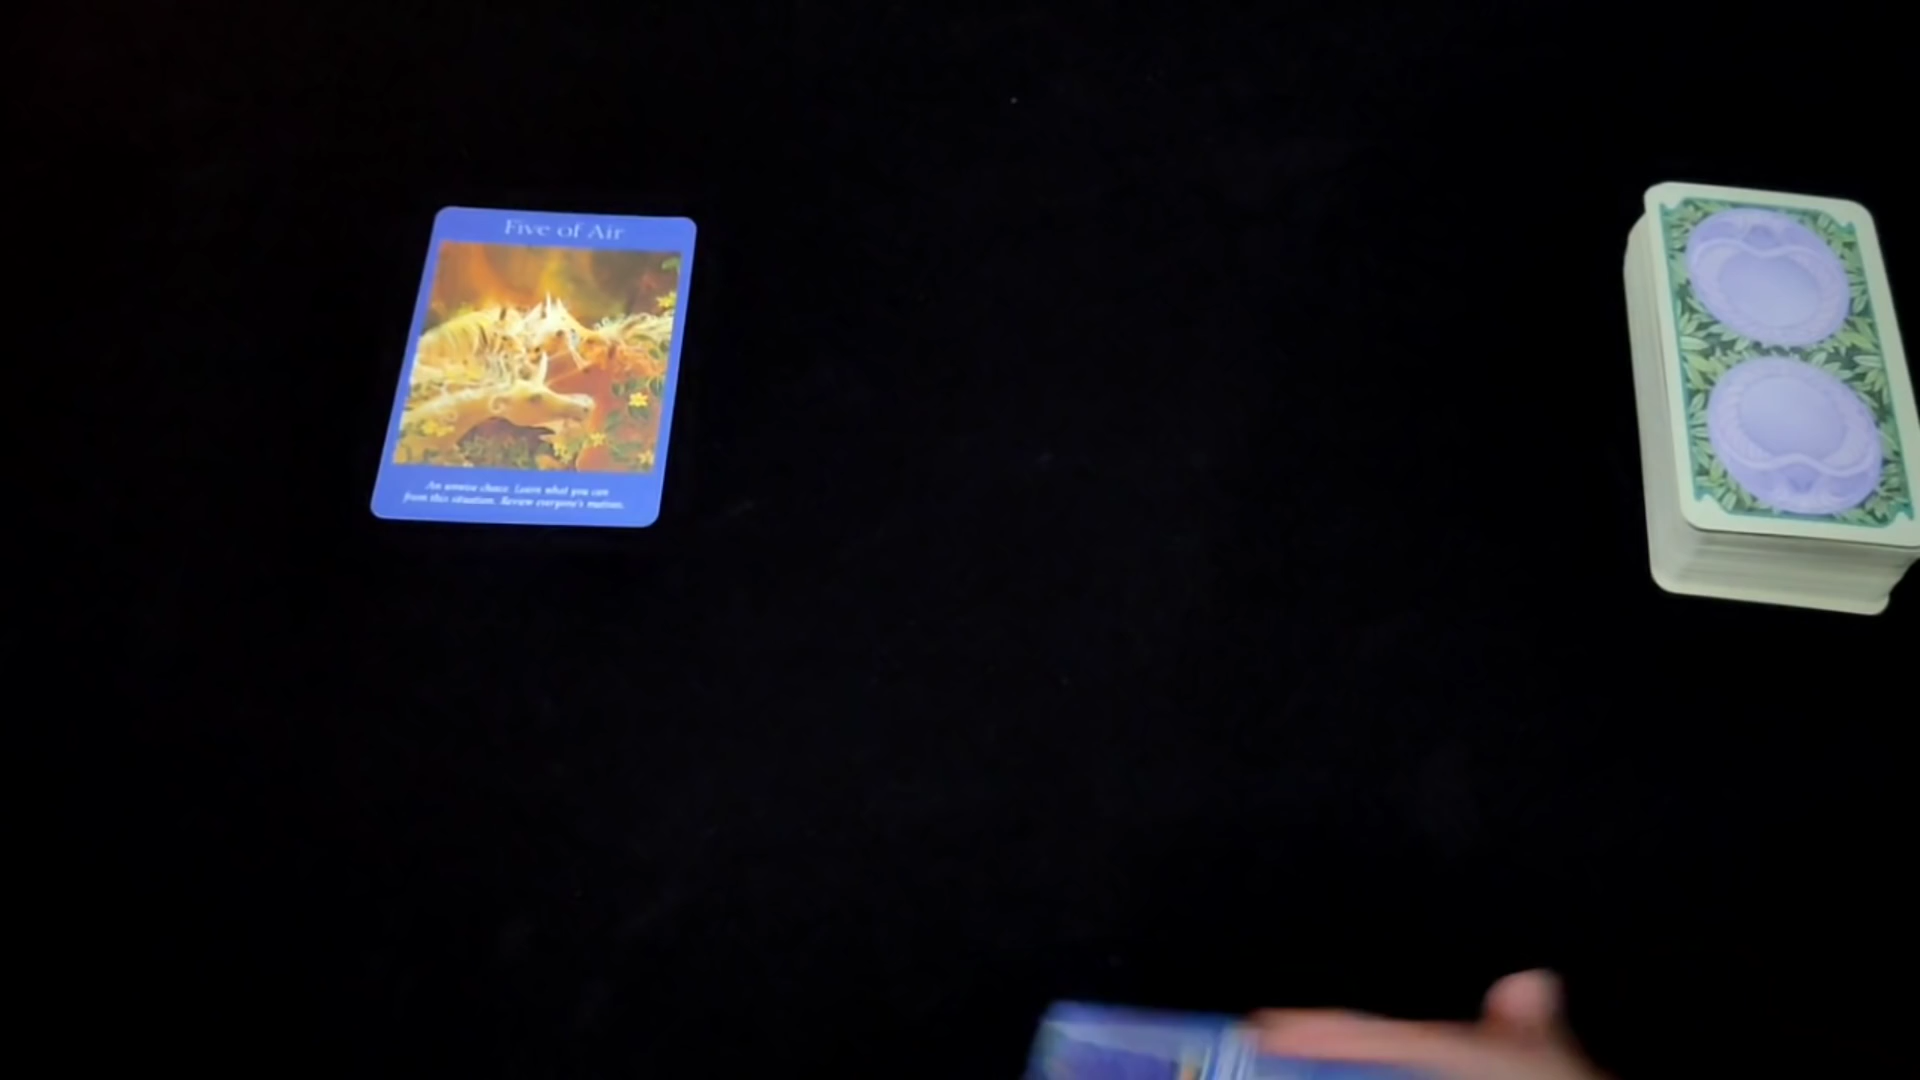 Five of Air
An unwise choice. Learn what you can
from this situation. Review everyone's motives.